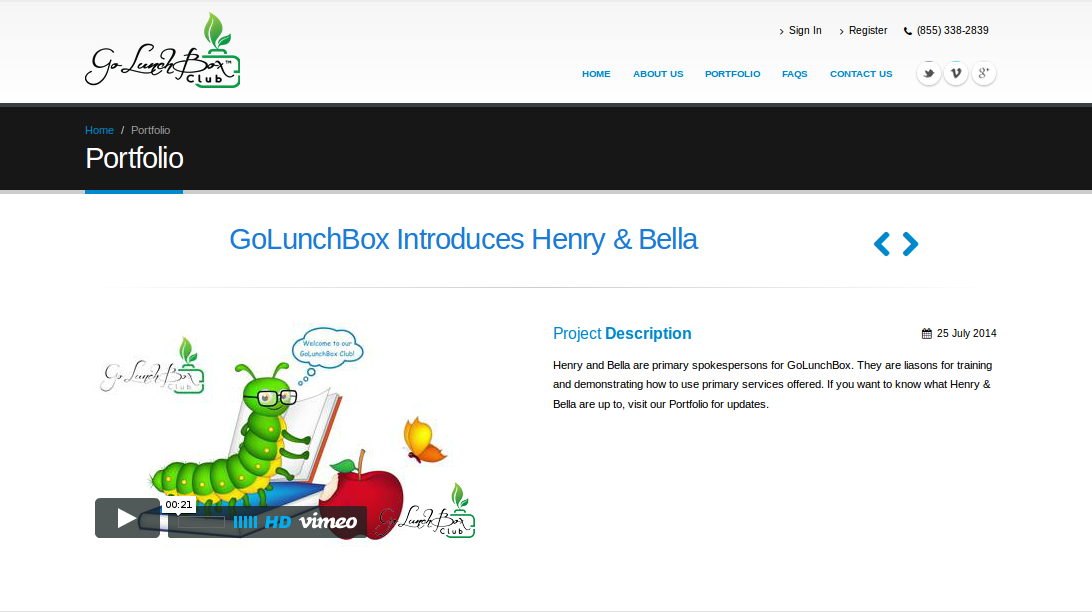 Go LunchBox™
Club
Sign In
Register
(855) 338-2839
HOME
ABOUT US
PORTFOLIO
FAQS
CONTACT US
Home / Portfolio
Portfolio
GoLunchBox Introduces Henry & Bella
Welcome to our
GoLunchBox Club!
Go LunchBox
Club
00:21
HD vimeo
Go LunchBox
Club
Project Description
25 July 2014
Henry and Bella are primary spokespersons for GoLunchBox. They are liasons for training
and demonstrating how to use primary services offered. If you want to know what Henry &
Bella are up to, visit our Portfolio for updates.